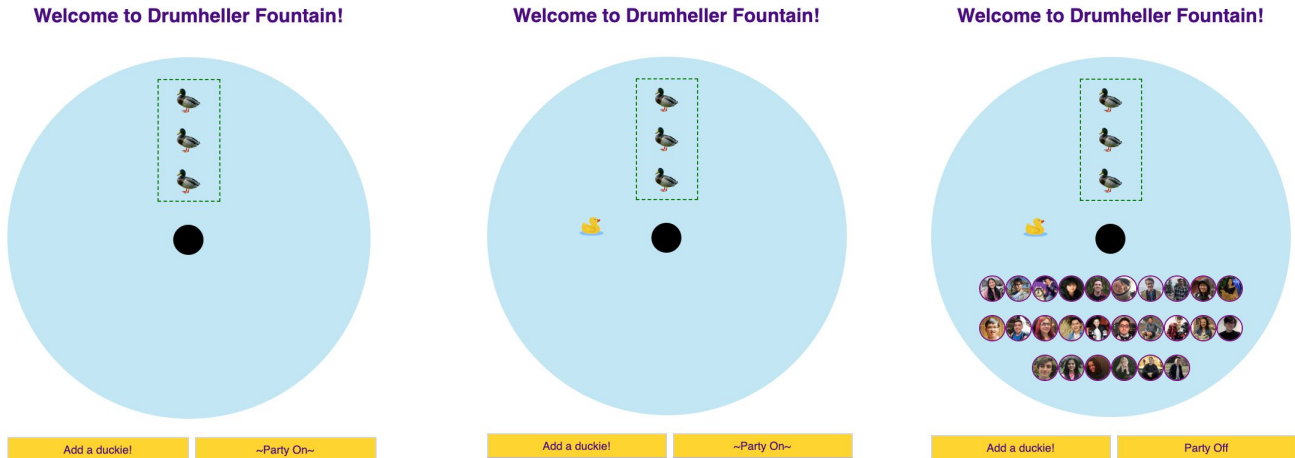 Welcome to Drumheller Fountain!
Add a duckie!
~Party On~
Welcome to Drumheller Fountain!
Add a duckie!
~Party On~
Welcome to Drumheller Fountain!
Add a duckie!
Party Off